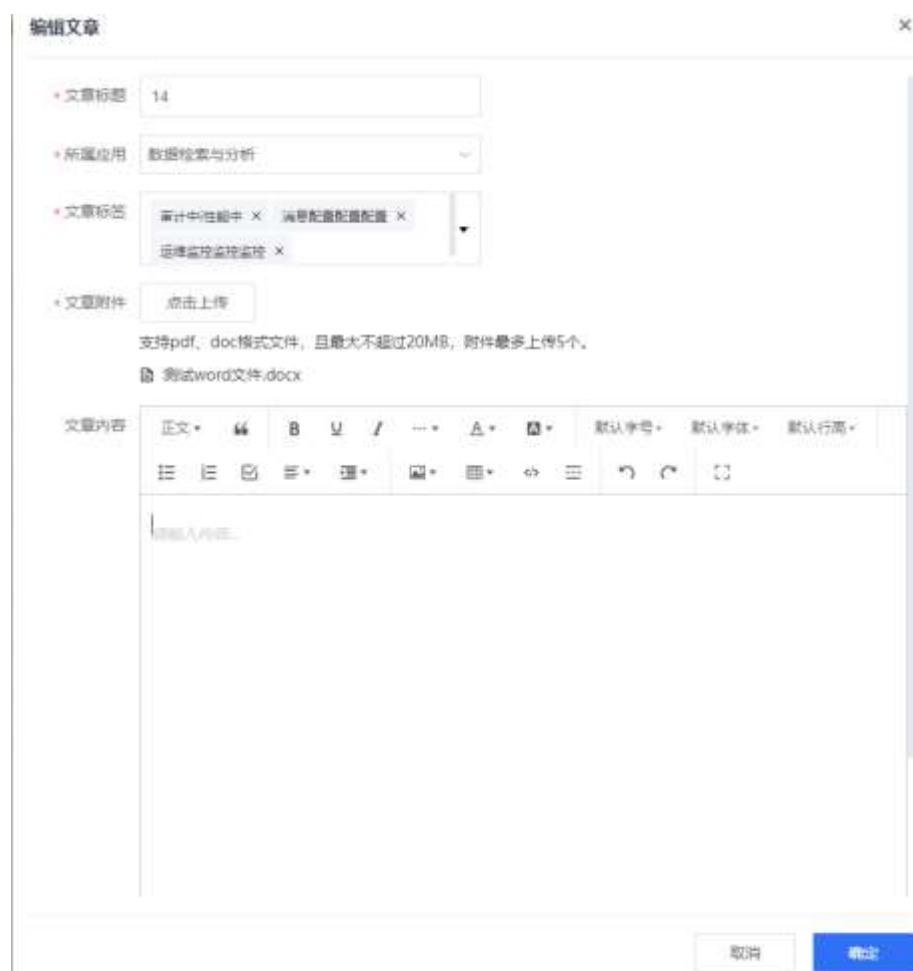 编辑文章
×
* 文章标题 14
* 所属应用 数据检索与分析
* 文章标签 审计中性能中 × 消息配置配置配置 ×
运维监控监控监控 ×
* 文章附件 点击上传
支持pdf、doc格式文件，且最大不超过20MB，附件最多上传5个。
测试word文件.docx
文章内容 正文 B U I A A 默认字号 默认字体 默认行高
请输入内容...
取消 确定